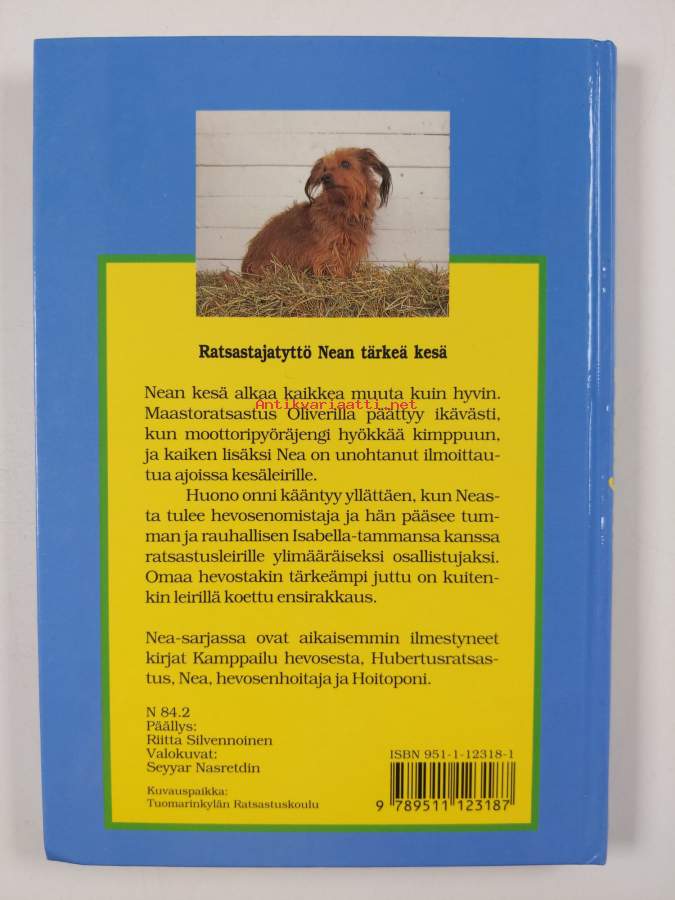 Ratsastajatyttö Nean tärkeä kesä
Nean kesä alkaa kaikkea muuta kuin hyvin.
Antikvariaatti.net
Maastoratsastus Oliverilla päättyy ikävästi,
kun moottoripyöräjengi hyökkää kimppuun,
ja kaiken lisäksi Nea on unohtanut ilmoittau-
tua ajoissa kesäleirille.
Huono onni kääntyy yllättäen, kun Neas-
ta tulee hevosenomistaja ja hän pääsee tum-
man ja rauhallisen Isabella-tammansa kanssa
ratsastusleirille ylimääräiseksi osallistujaksi.
Omaa hevostakin tärkeämpi juttu on kuiten-
kin leirillä koettu ensirakkaus.
Nea-sarjassa ovat aikaisemmin ilmestyneet
kirjat Kamppailu hevosesta, Hubertusratsas-
tus, Nea, hevosenhoitaja ja Hoitoponi.
N 84.2
Päällys:
Riitta Silvennoinen
Valokuvat:
Seyyar Nasretdin
Kuvauspaikka:
Tuomarinkylän Ratsastuskoulu
ISBN 951-1-12318-1
9 789511 123187